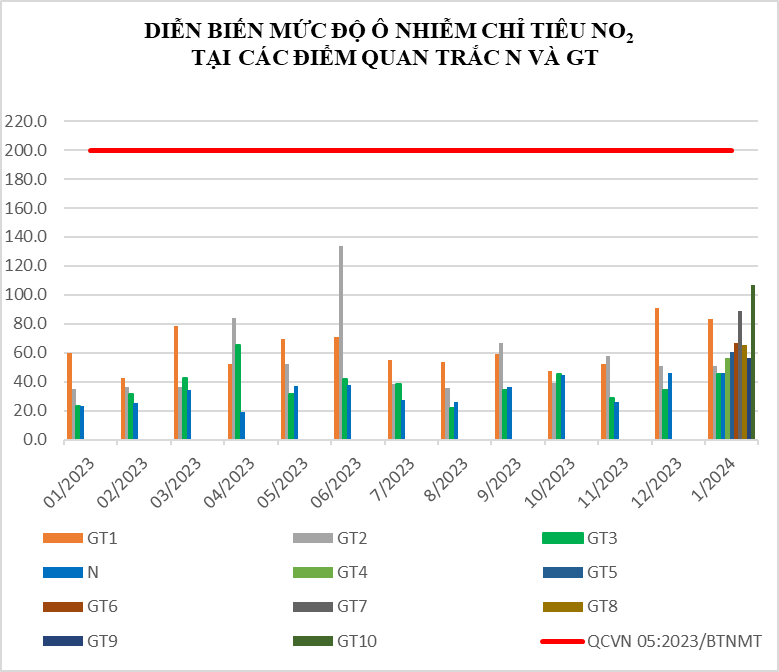 DIỄN BIẾN MỨC ĐỘ Ô NHIỄM CHỈ TIÊU NO₂
TẠI CÁC ĐIỂM QUAN TRẮC N VÀ GT
220.0
200.0
180.0
160.0
140.0
120.0
100.0
80.0
60.0
40.0
20.0
0.0
01/2023 02/2023 03/2023 04/2023 05/2023 06/2023 7/2023 8/2023 9/2023 10/2023 11/2023 12/2023 1/2024
GT1 GT2 GT3
N GT4 GT5
GT6 GT7 GT8
GT9 GT10 QCVN 05:2023/BTNMT